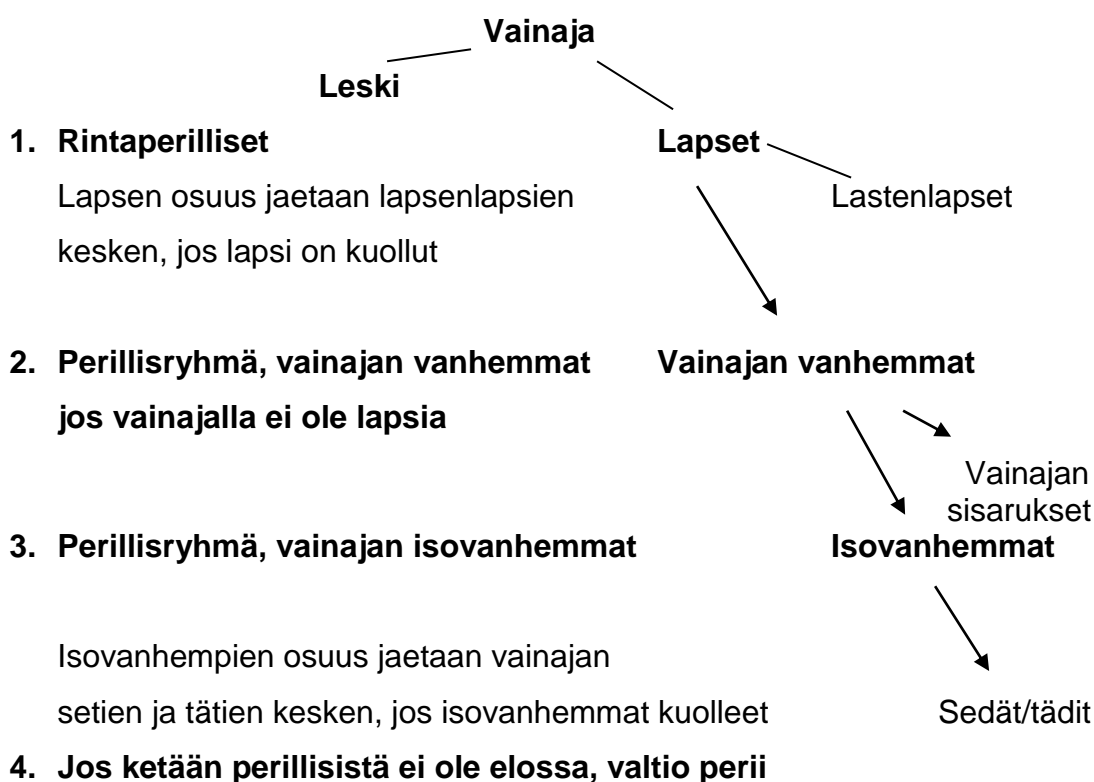 Vainaja
Leski
1. Rintaperilliset Lapset
Lapsen osuus jaetaan lapsenlapsien Lastenlapset
kesken, jos lapsi on kuollut
2. Perillisryhmä, vainajan vanhemmat Vainajan vanhemmat
jos vainajalla ei ole lapsia
Vainajan
sisarukset
3. Perillisryhmä, vainajan isovanhemmat Isovanhemmat
Isovanhempien osuus jaetaan vainajan
setien ja tätien kesken, jos isovanhemmat kuolleet Sedät/tädit
4. Jos ketään perillisistä ei ole elossa, valtio perii